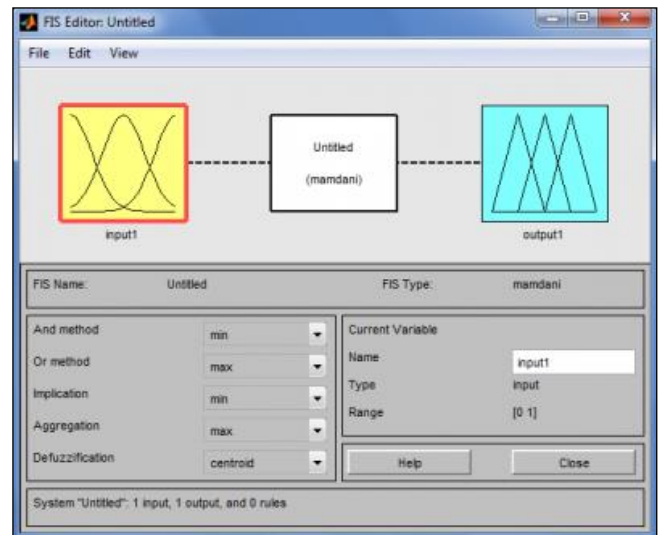 FIS Editor: Untitled
File Edit View
Untitled
(mamdani)
input1
output1
FIS Name: Untitled FIS Type: mamdani
And method min
Or method max
Implication min
Aggregation max
Defuzzification centroid
Current Variable
Name input1
Type input
Range [0 1]
Help Close
System "Untitled": 1 input, 1 output, and 0 rules